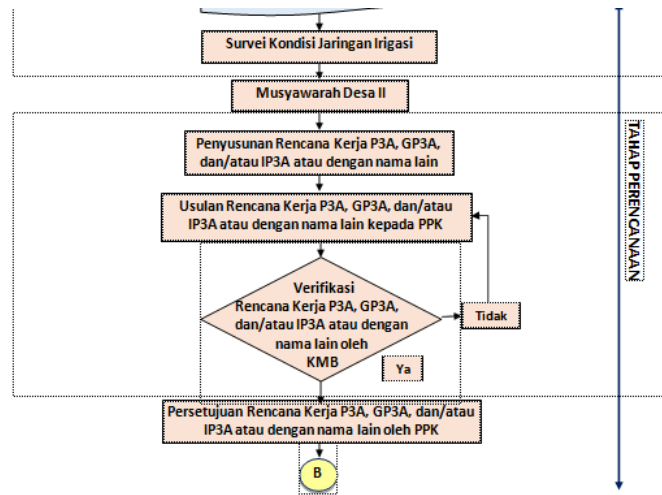 Survei Kondisi Jaringan Irigasi
Musyawarah Desa II
Penyusunan Rencana Kerja P3A, GP3A,
dan/atau IP3A atau dengan nama lain
Usulan Rencana Kerja P3A, GP3A, dan/atau
IP3A atau dengan nama lain kepada PPK
Verifikasi
Rencana Kerja P3A, GP3A,
dan/atau IP3A atau dengan
nama lain oleh
KMB
Tidak
Ya
Persetujuan Rencana Kerja P3A, GP3A, dan/atau
IP3A atau dengan nama lain oleh PPK
B
TAHAP PERENCANAAN